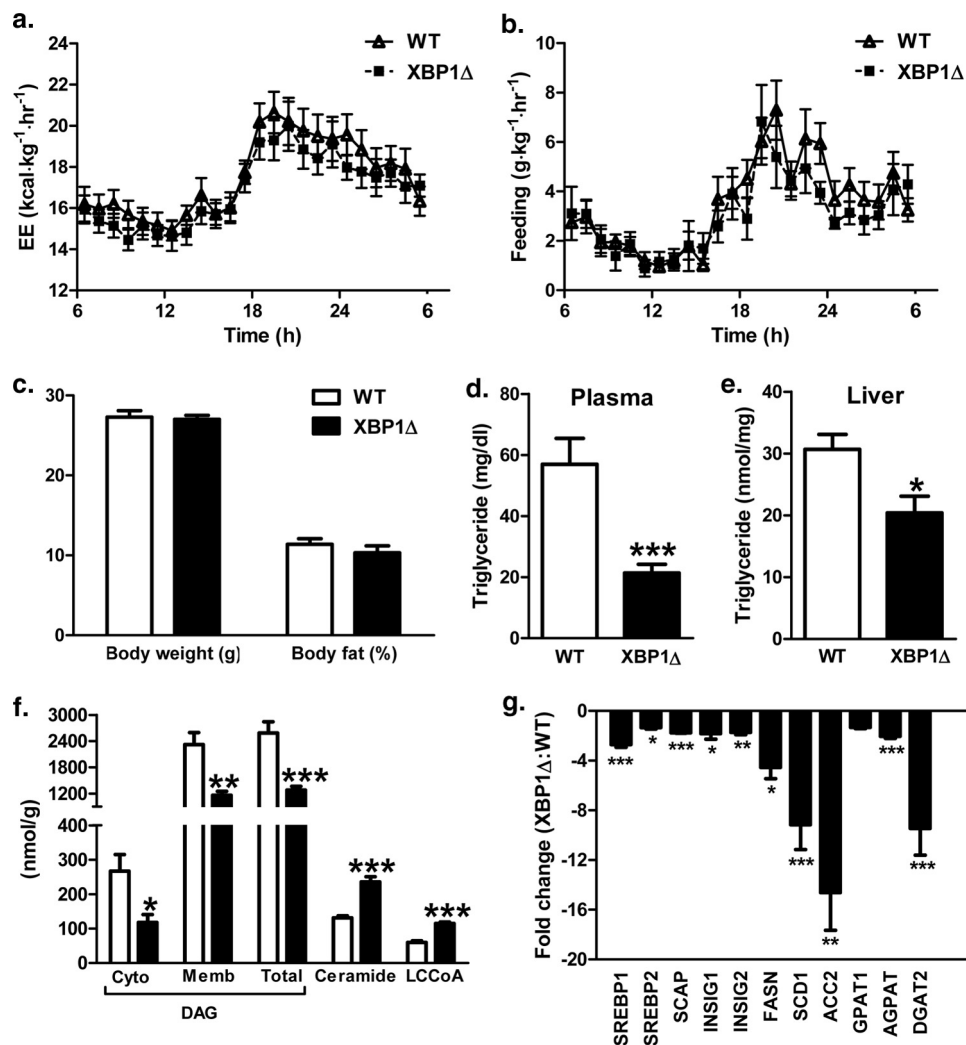 a.
WT
XBP1Δ
EE (kcal·kg⁻¹·hr⁻¹)
24
22
20
18
16
14
12
6 12 18 24 6
Time (h)
b.
WT
XBP1Δ
Feeding (g·kg⁻¹·hr⁻¹)
10
8
6
4
2
0
6 12 18 24 6
Time (h)
c.
WT
XBP1Δ
30
20
10
0
Body weight (g) Body fat (%)
d.
Plasma
Triglyceride (mg/dl)
80
60
40
20
0
***
WT XBP1Δ
e.
Liver
Triglyceride (nmol/mg)
40
30
20
10
0
*
WT XBP1Δ
f.
(nmol/g)
3000
2400
1800
1200
400
300
200
100
0
* ** *** *** ***
Cyto Memb Total Ceramide LCCoA
DAG
g.
Fold change (XBP1Δ:WT)
0
-4
-8
-12
-16
-20
*** * *** * ** * *** ** *** ***
SREBP1
SREBP2
SCAP
INSIG1
INSIG2
FASN
SCD1
ACC2
GPAT1
AGPAT
DGAT2